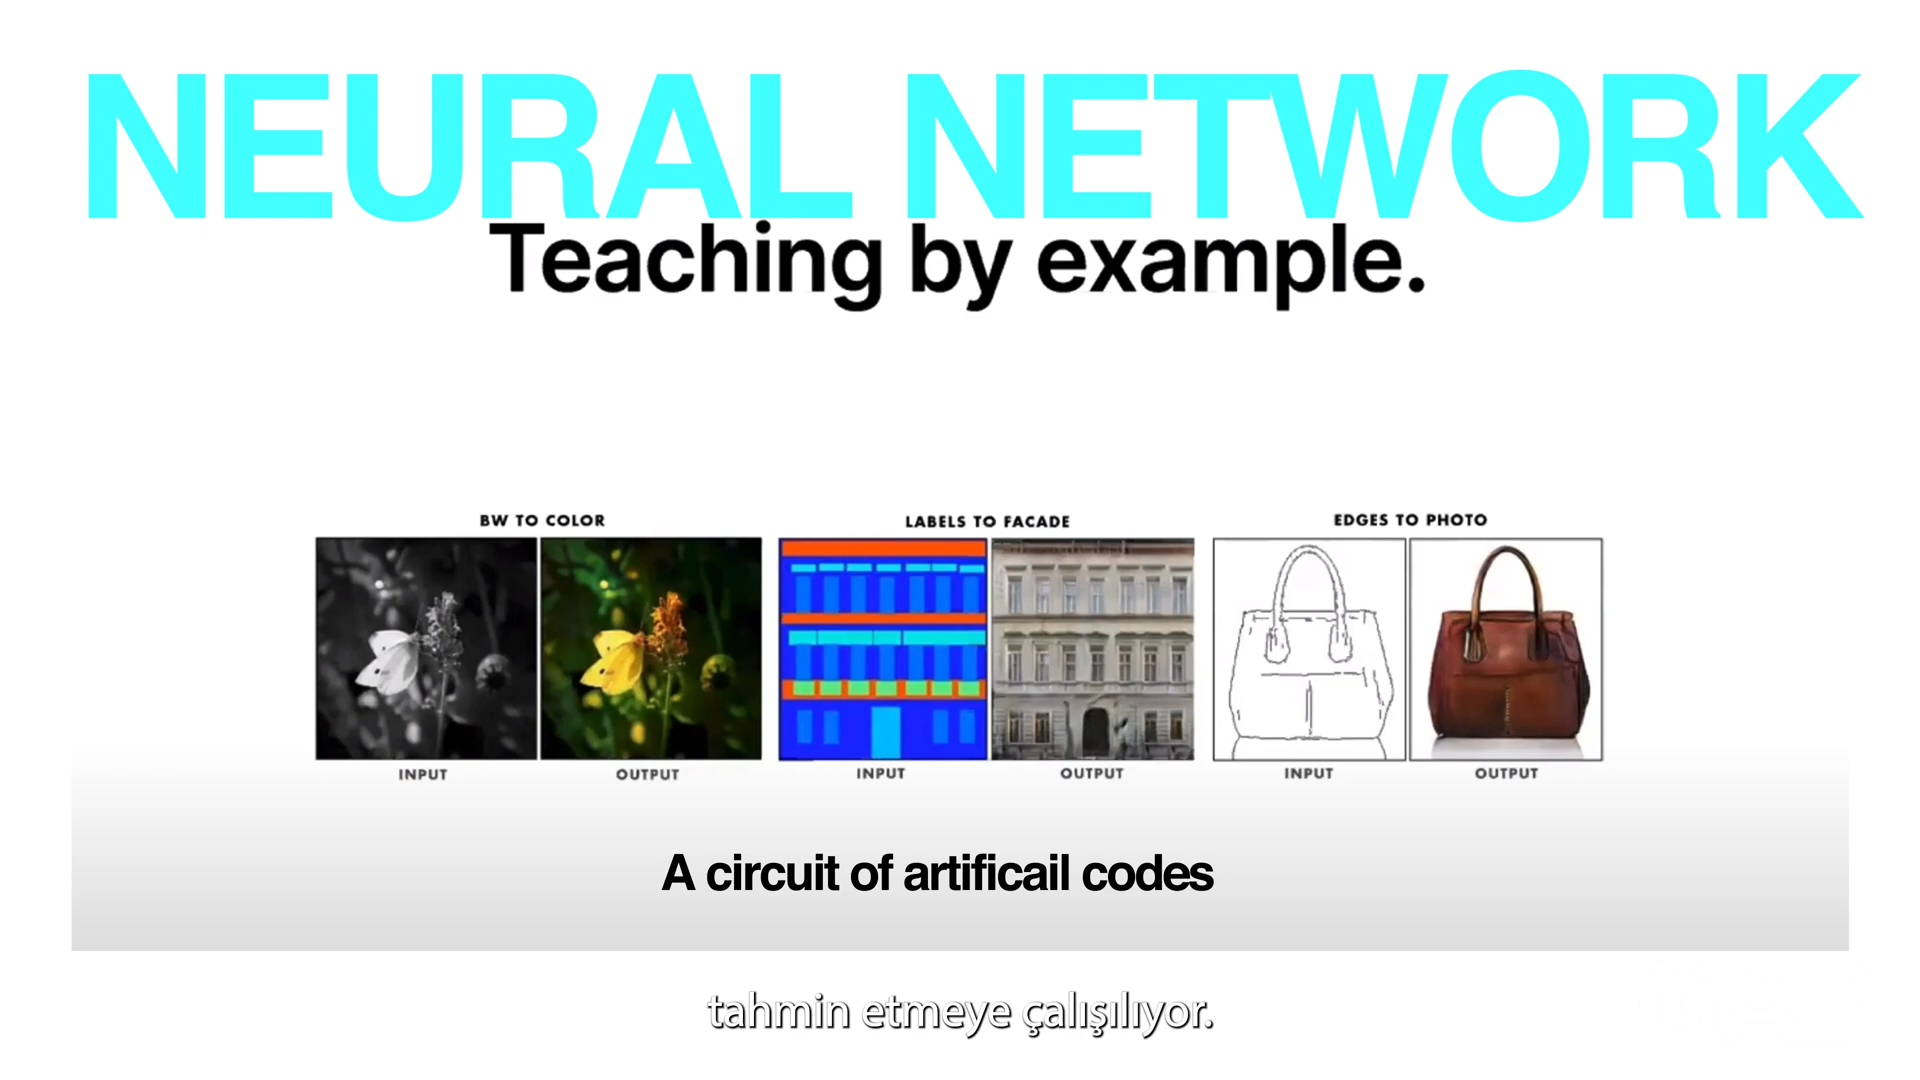 NEURAL NETWORK
Teaching by example.
BW TO COLOR
LABELS TO FACADE
EDGES TO PHOTO
INPUT
OUTPUT
INPUT
OUTPUT
INPUT
OUTPUT
A circuit of artificail codes
tahmin etmeye çalışılıyor.